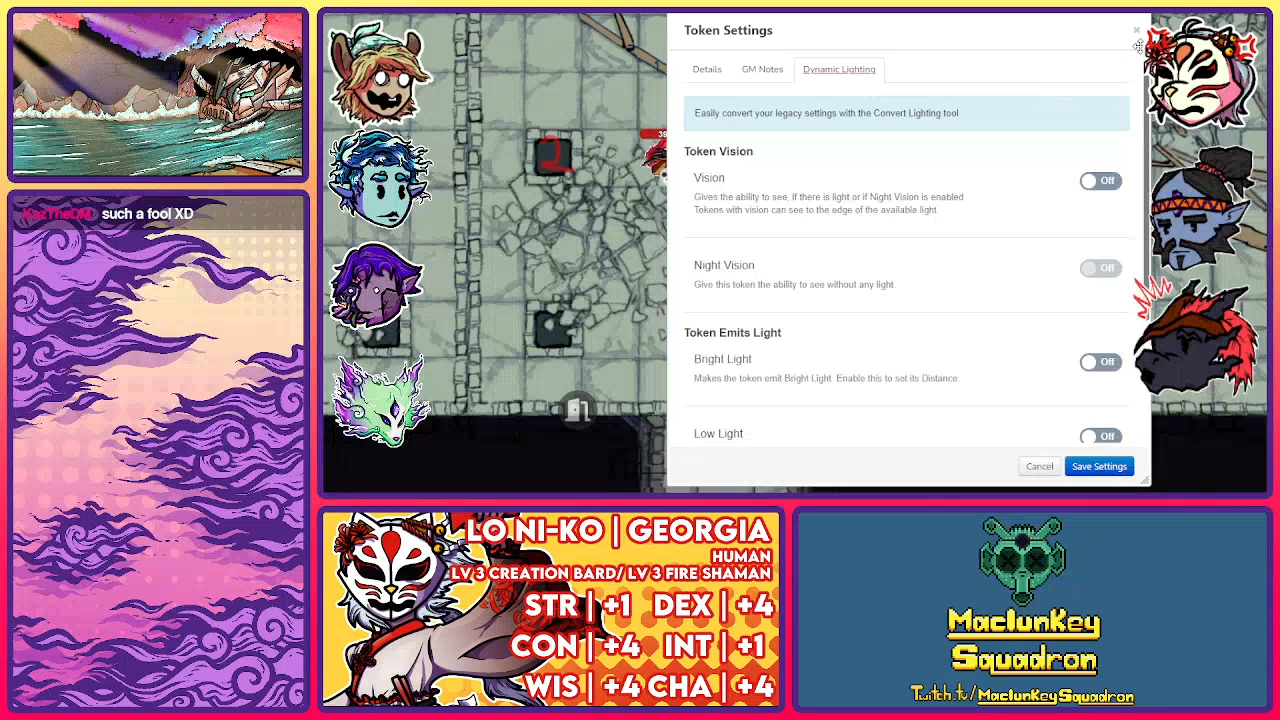 KazTheDM such a fool XD
2
39
Token Settings
Details GM Notes Dynamic Lighting
Easily convert your legacy settings with the Convert Lighting tool
Token Vision
Vision
Off
Gives the ability to see, if there is light or if Night Vision is enabled
Tokens with vision can see to the edge of the available light.
Night Vision
Off
Give this token the ability to see without any light.
Token Emits Light
Bright Light
Off
Makes the token emit Bright Light Enable this to set its Distance.
Low Light
Off
Cancel Save Settings
LO NI-KO | GEORGIA
HUMAN
LV 3 CREATION BARD/ LV 3 FIRE SHAMAN
STR | +1 DEX | +4
CON | +4 INT | +1
WIS | +4 CHA | +4
MacIunKey
Squadron
Twitch.tv/MacIunKeySquadron